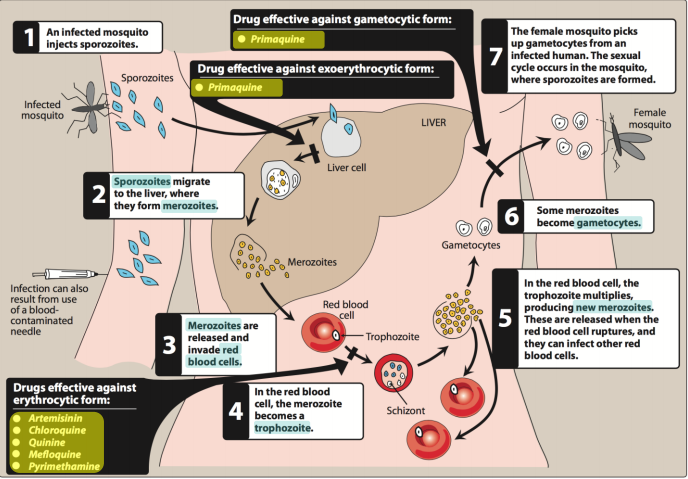 1
An infected mosquito
injects sporozoites.
Drug effective against gametocytic form:
Primaquine
Drug effective against exoerythrocytic form:
Primaquine
7
The female mosquito picks
up gametocytes from an
infected human. The sexual
cycle occurs in the mosquito,
where sporozoites are formed.
Sporozoites
Infected
mosquito
LIVER
Female
mosquito
Liver cell
2
Sporozoites migrate
to the liver, where
they form merozoites.
6
Some merozoites
become gametocytes.
Gametocytes
Merozoites
Infection can also
result from use
of a blood-
contaminated
needle
5
In the red blood cell, the
trophozoite multiplies,
producing new merozoites.
These are released when the
red blood cell ruptures, and
they can infect other red
blood cells.
Red blood
cell
Trophozoite
3
Merozoites are
released and
invade red
blood cells.
Drugs effective against
erythrocytic form:
Artemisinin
Chloroquine
Quinine
Mefloquine
Pyrimethamine
4
In the red blood
cell, the merozoite
becomes a
trophozoite.
Schizont